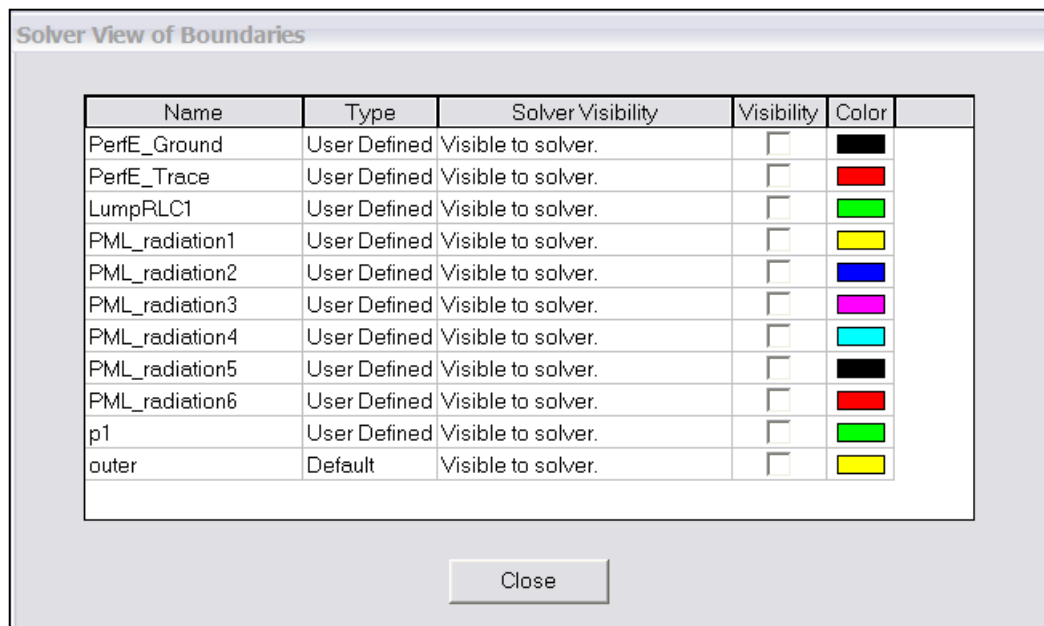 Solver View of Boundaries
Name Type Solver Visibility Visibility Color
PerfE_Ground User Defined Visible to solver.
PerfE_Trace User Defined Visible to solver.
LumpRLC1 User Defined Visible to solver.
PML_radiation1 User Defined Visible to solver.
PML_radiation2 User Defined Visible to solver.
PML_radiation3 User Defined Visible to solver.
PML_radiation4 User Defined Visible to solver.
PML_radiation5 User Defined Visible to solver.
PML_radiation6 User Defined Visible to solver.
p1 User Defined Visible to solver.
outer Default Visible to solver.
Close